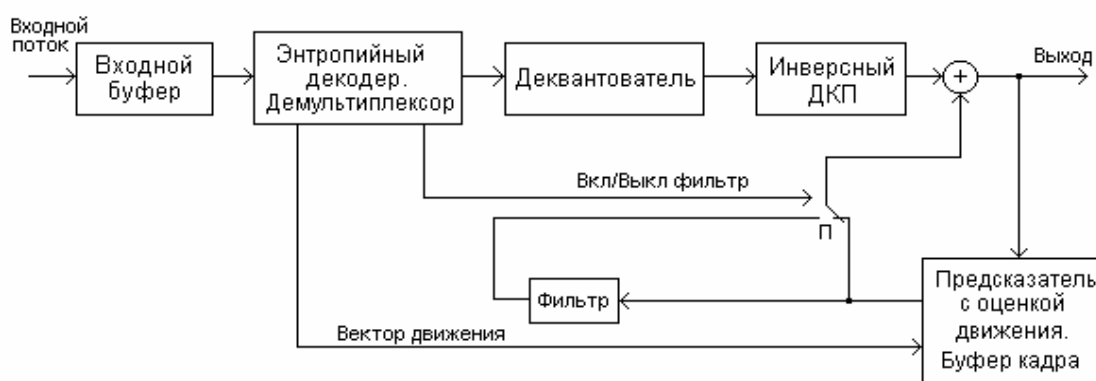 Входной
поток
Входной
буфер
Энтропийный
декодер.
Демультиплексор
Деквантователь
Инверсный
ДКП
+
Выход
Вкл/Выкл фильтр
П
Фильтр
Вектор движения
Предсказатель
с оценкой
движения.
Буфер кадра